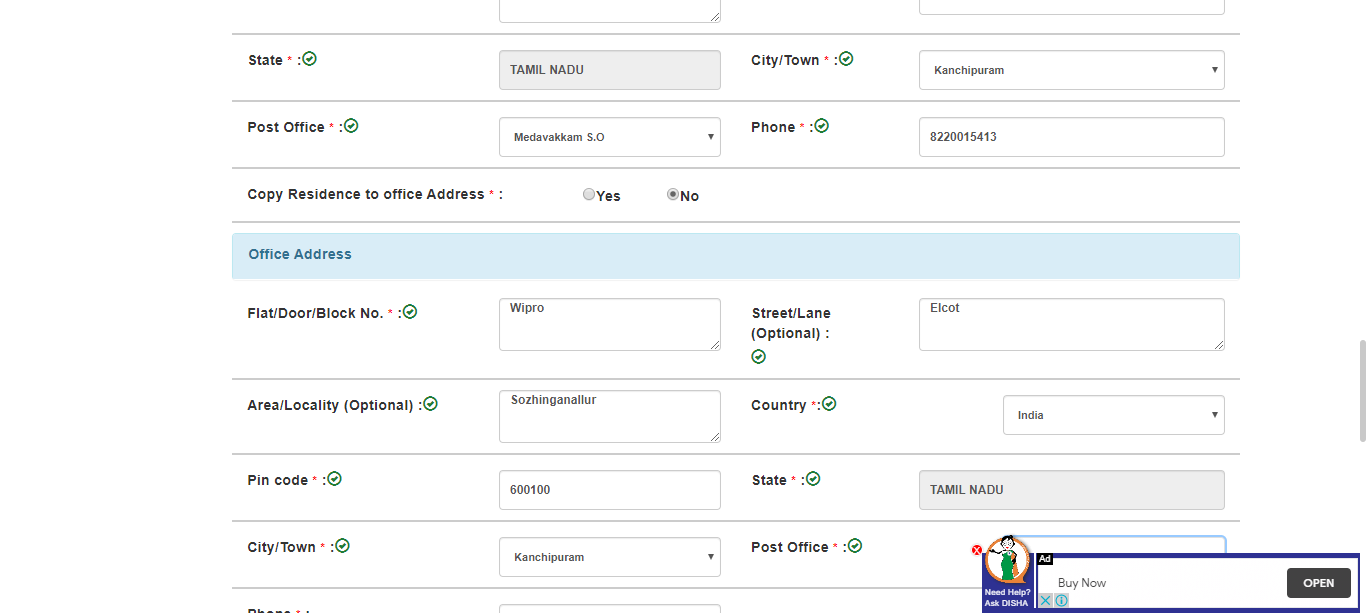 State * :
TAMIL NADU
City/Town * :
Kanchipuram
Post Office * :
Medavakkam S.O
Phone * :
8220015413
Copy Residence to office Address * :
Yes
No
Office Address
Flat/Door/Block No. * :
Wipro
Street/Lane
(Optional) :
Elcot
Area/Locality (Optional) :
Sozhinganallur
Country *:
India
Pin code * :
600100
State * :
TAMIL NADU
City/Town * :
Kanchipuram
Post Office * :
Ad
Buy Now
OPEN
Need Help?
Ask DISHA
Phone * :